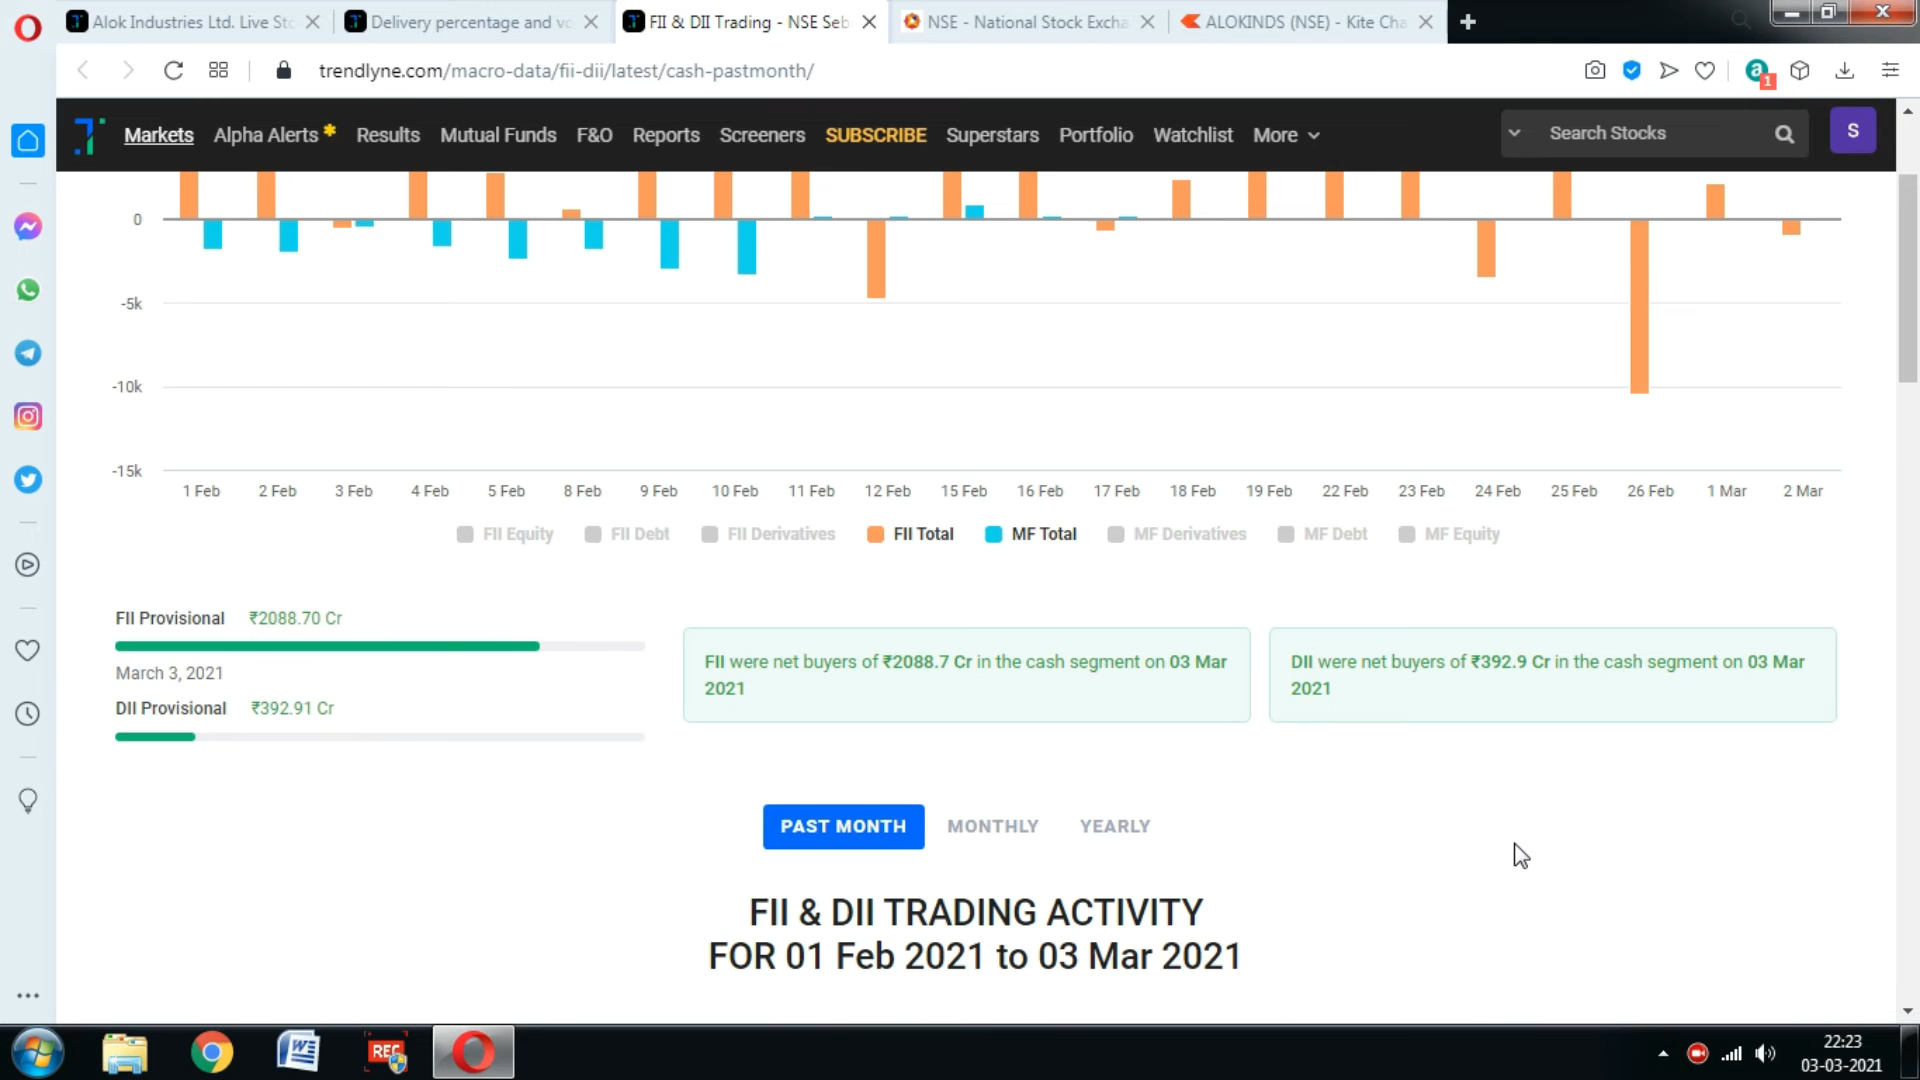 Alok Industries Ltd. Live Sto
Delivery percentage and vo
FII & DII Trading - NSE Seb
NSE - National Stock Excha
ALOKINDS (NSE) - Kite Cha
trendlyne.com/macro-data/fii-dii/latest/cash-pastmonth/
a
1
Markets Alpha Alerts Results Mutual Funds F&O Reports Screeners SUBSCRIBE Superstars Portfolio Watchlist More
Search Stocks
S
0
-5k
-10k
-15k
1 Feb 2 Feb 3 Feb 4 Feb 5 Feb 8 Feb 9 Feb 10 Feb 11 Feb 12 Feb 15 Feb 16 Feb 17 Feb 18 Feb 19 Feb 22 Feb 23 Feb 24 Feb 25 Feb 26 Feb 1 Mar 2 Mar
FII Equity FII Debt FII Derivatives FII Total MF Total MF Derivatives MF Debt MF Equity
FII Provisional ₹2088.70 Cr
March 3, 2021
DII Provisional ₹392.91 Cr
FII were net buyers of ₹2088.7 Cr in the cash segment on 03 Mar
2021
DII were net buyers of ₹392.9 Cr in the cash segment on 03 Mar
2021
PAST MONTH MONTHLY YEARLY
FII & DII TRADING ACTIVITY
FOR 01 Feb 2021 to 03 Mar 2021
REC
22:23
03-03-2021